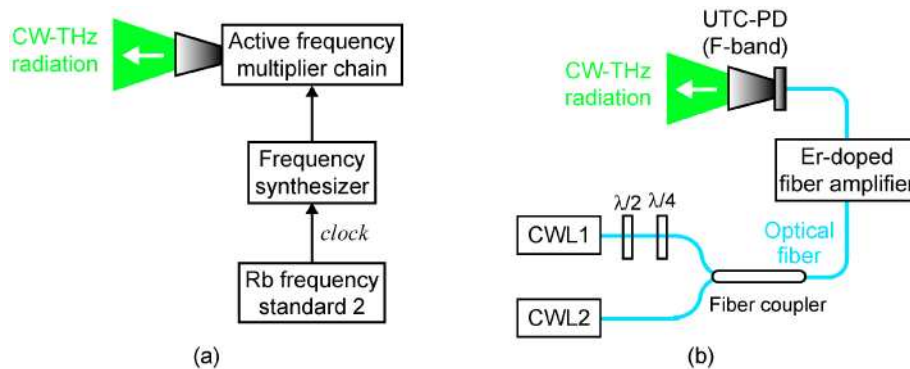 CW-THz
radiation
Active frequency
multiplier chain
Frequency
synthesizer
clock
Rb frequency
standard 2
(a)
UTC-PD
(F-band)
CW-THz
radiation
Er-doped
fiber amplifier
λ/2
λ/4
CWL1
Optical
fiber
CWL2
Fiber coupler
(b)